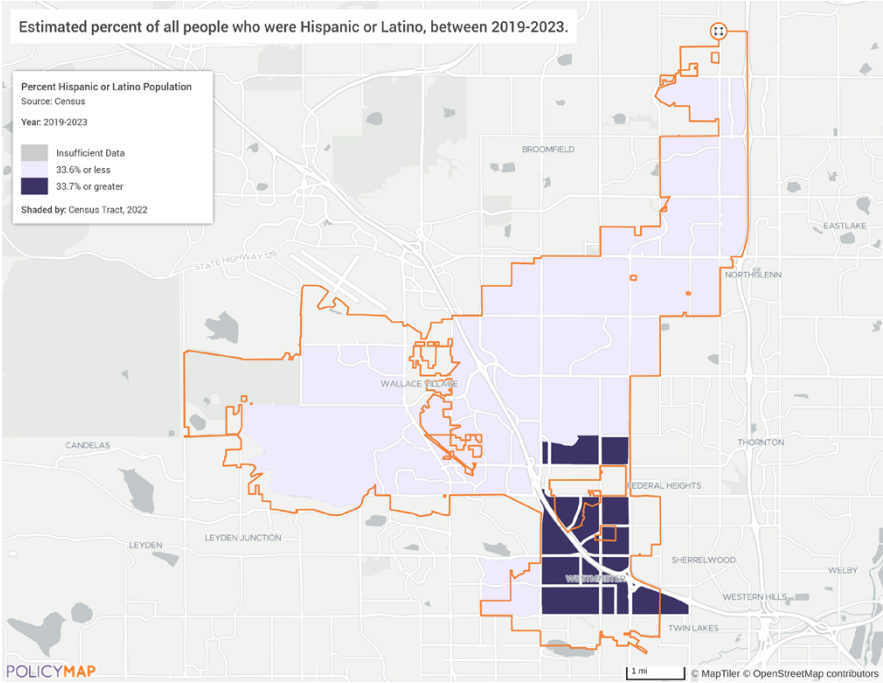 Estimated percent of all people who were Hispanic or Latino, between 2019-2023.
Percent Hispanic or Latino Population
Source: Census
Year: 2019-2023
Insufficient Data
33.6% or less
33.7% or greater
Shaded by: Census Tract, 2022
BROOMFIELD
EASTLAKE
STATE HIGHWAY 128
NORTHGLENN
WALLACE VILLAGE
CANDELAS
THORNTON
FEDERAL HEIGHTS
LEYDEN JUNCTION
LEYDEN
SHERRELWOOD
WELBY
WESTMINSTER
WESTERN HILLS
TWIN LAKES
POLICYMAP
1 mi
© MapTiler © OpenStreetMap contributors